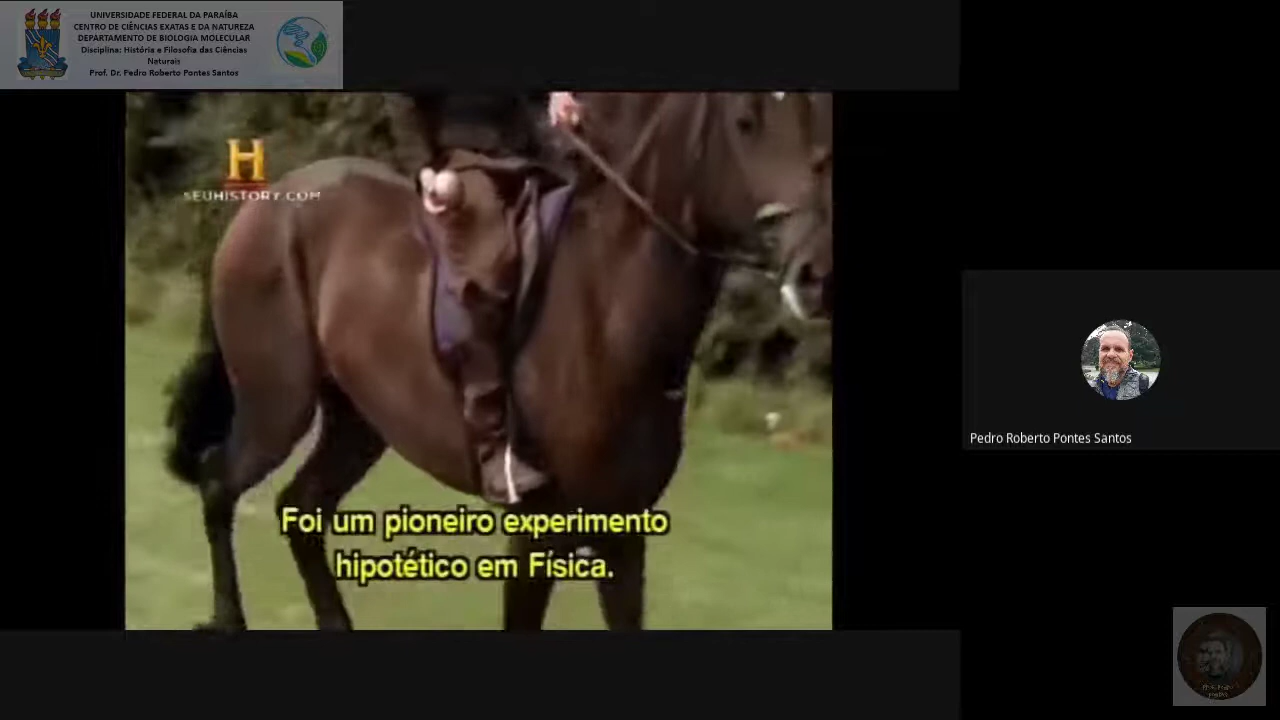 UNIVERSIDADE FEDERAL DA PARAÍBA
CENTRO DE CIÊNCIAS EXATAS E DA NATUREZA
DEPARTAMENTO DE BIOLOGIA MOLECULAR
Disciplina: História e Filosofia das Ciências
Naturais
Prof. Dr. Pedro Roberto Pontes Santos
H
SEUHISTORY.COM
Foi um pioneiro experimento
hipotético em Física.
Pedro Roberto Pontes Santos